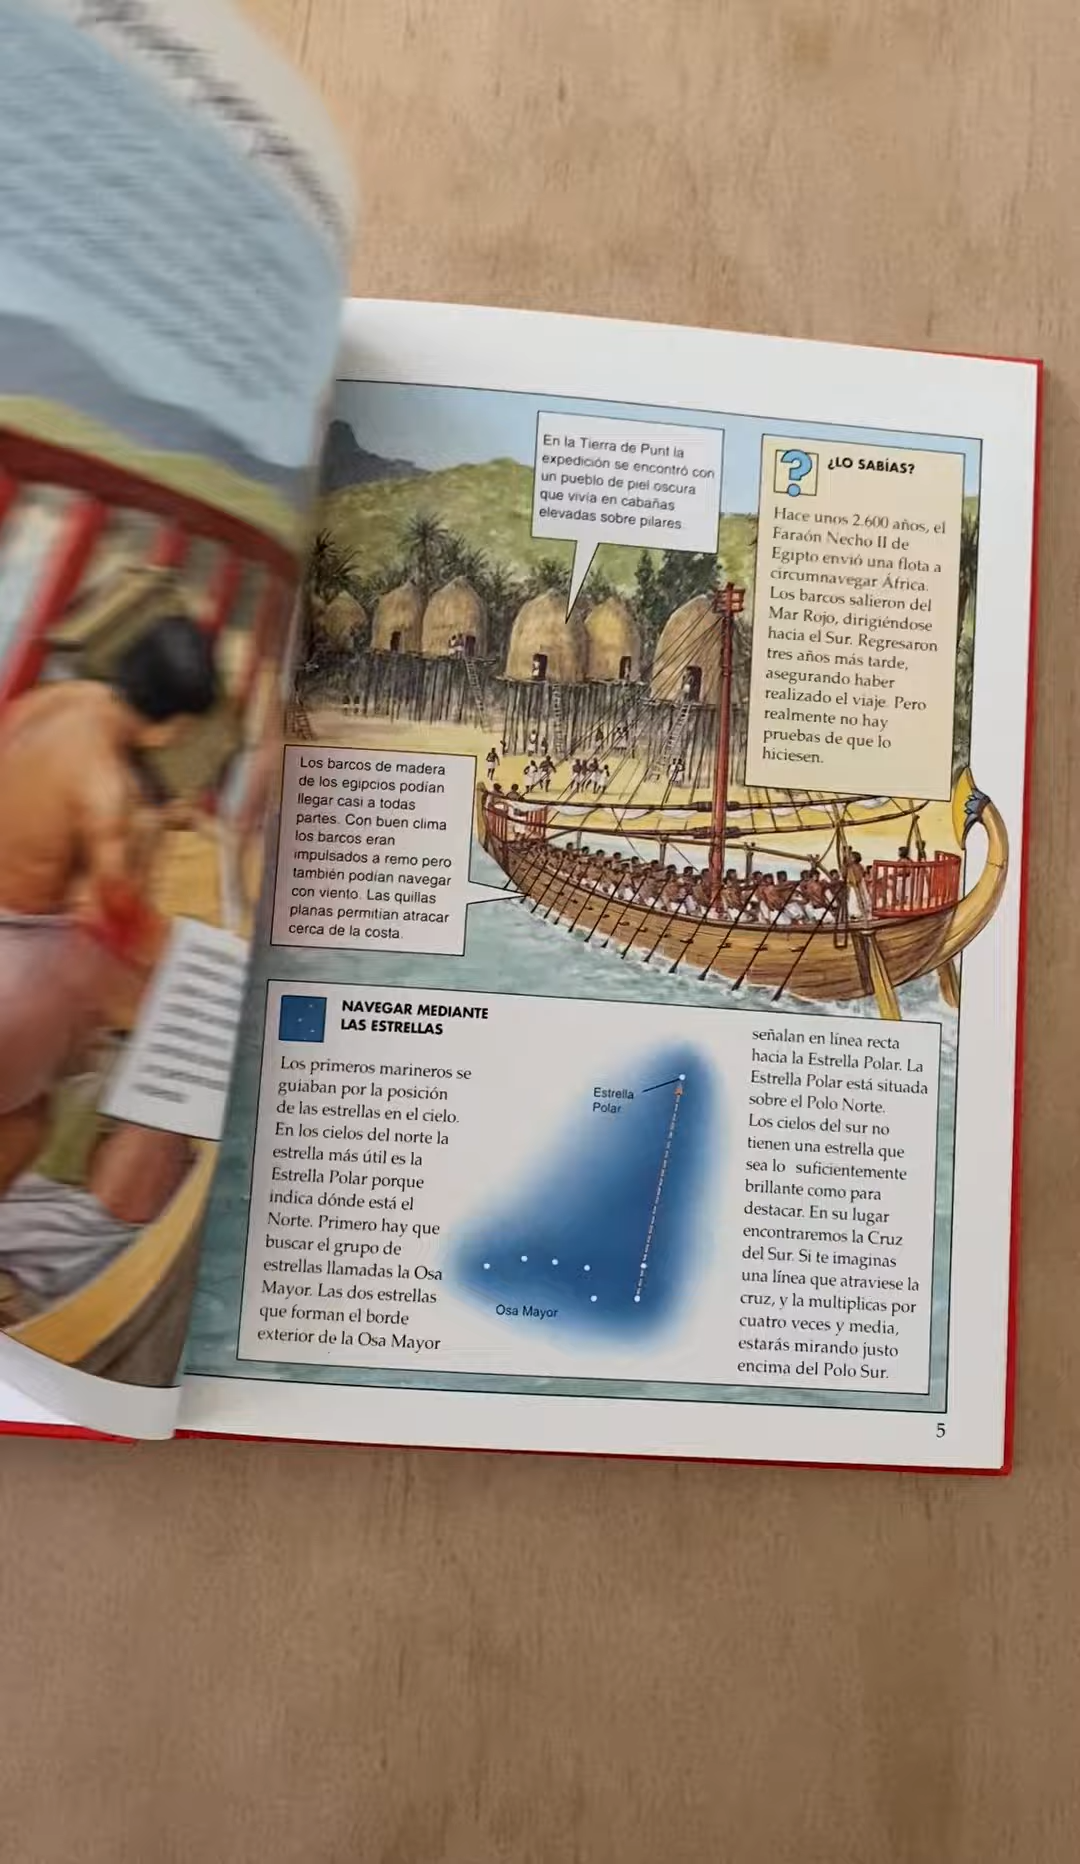 En la Tierra de Punt la
expedición se encontró con
un pueblo de piel oscura
que vivía en cabañas
elevadas sobre pilares.
¿LO SABÍAS?
Hace unos 2.600 años, el
Faraón Necho II de
Egipto envió una flota a
circumnavegar África.
Los barcos salieron del
Mar Rojo, dirigiéndose
hacia el Sur. Regresaron
tres años más tarde,
asegurando haber
realizado el viaje. Pero
realmente no hay
pruebas de que lo
hiciesen.
Los barcos de madera
de los egipcios podían
llegar casi a todas
partes. Con buen clima
los barcos eran
impulsados a remo pero
también podían navegar
con viento. Las quillas
planas permitían atracar
cerca de la costa.
NAVEGAR MEDIANTE
LAS ESTRELLAS
Los primeros marineros se
guiaban por la posición
de las estrellas en el cielo.
En los cielos del norte la
estrella más útil es la
Estrella Polar porque
indica dónde está el
Norte. Primero hay que
buscar el grupo de
estrellas llamadas la Osa
Mayor. Las dos estrellas
que forman el borde
exterior de la Osa Mayor
Estrella
Polar
Osa Mayor
señalan en línea recta
hacia la Estrella Polar. La
Estrella Polar está situada
sobre el Polo Norte.
Los cielos del sur no
tienen una estrella que
sea lo suficientemente
brillante como para
destacar. En su lugar
encontraremos la Cruz
del Sur. Si te imaginas
una línea que atraviese la
cruz, y la multiplicas por
cuatro veces y media,
estarás mirando justo
encima del Polo Sur.
5